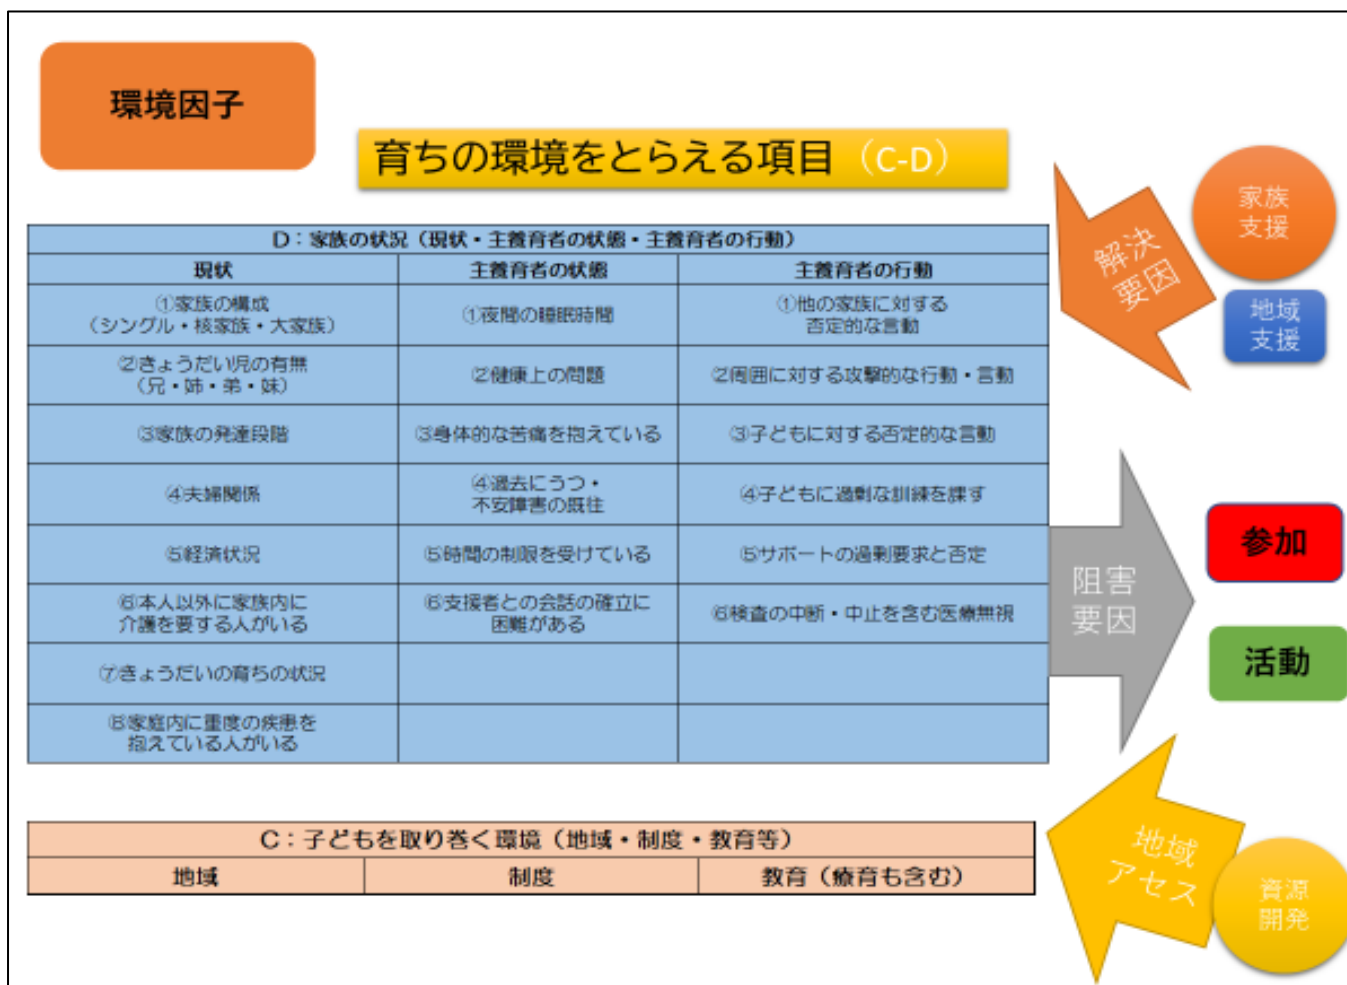 環境因子
育ちの環境をとらえる項目（C-D）
D：家族の状況（現状・主養育者の状態・主養育者の行動）
現状 主養育者の状態 主養育者の行動
①家族の構成
（シングル・核家族・大家族）
①夜間の睡眠時間
①他の家族に対する
否定的な言動
②きょうだい児の有無
（兄・姉・弟・妹）
②健康上の問題
②周囲に対する攻撃的な行動・言動
③家族の発達段階
③身体的な苦痛を抱えている
③子どもに対する否定的な言動
④夫婦関係
④過去にうつ・
不安障害の既往
④子どもに過剰な訓練を課す
⑤経済状況
⑤時間の制限を受けている
⑤サポートの過剰要求と否定
⑥本人以外に家族内に
介護を要する人がいる
⑥支援者との会話の確立に
困難がある
⑥検査の中断・中止を含む医療無視
⑦きょうだいの育ちの状況
⑧家庭内に重度の疾患を
抱えている人がいる
C：子どもを取り巻く環境（地域・制度・教育等）
地域 制度 教育（療育も含む）
解決
要因
家族
支援
地域
支援
阻害
要因
参加
活動
地域
アセス
資源
開発